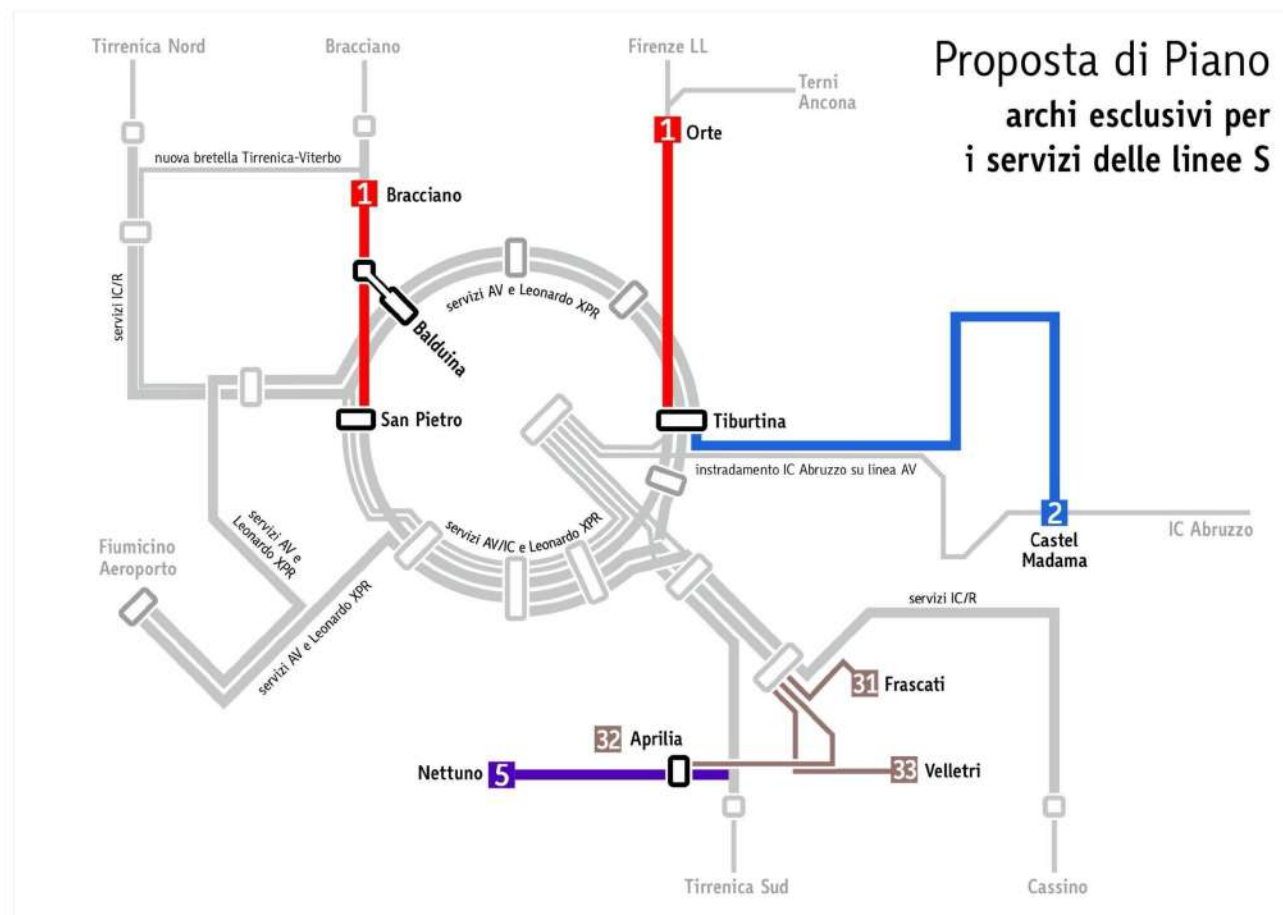 Tirrenica Nord
Bracciano
Firenze LL
Proposta di Piano
archi esclusivi per
i servizi delle linee S
Terni
Ancona
1
Orte
nuova bretella Tirrenica-Viterbo
1
Bracciano
servizi IC/R
servizi AV e Leonardo XPR
Balduina
San Pietro
Tiburtina
instradamento IC Abruzzo su linea AV
2
Castel
Madama
IC Abruzzo
servizi AV e
Leonardo XPR
servizi AV/IC e Leonardo XPR
Fiumicino
Aeroporto
servizi AV e Leonardo XPR
servizi IC/R
31
Frascati
32
Aprilia
Nettuno
5
33
Velletri
Tirrenica Sud
Cassino